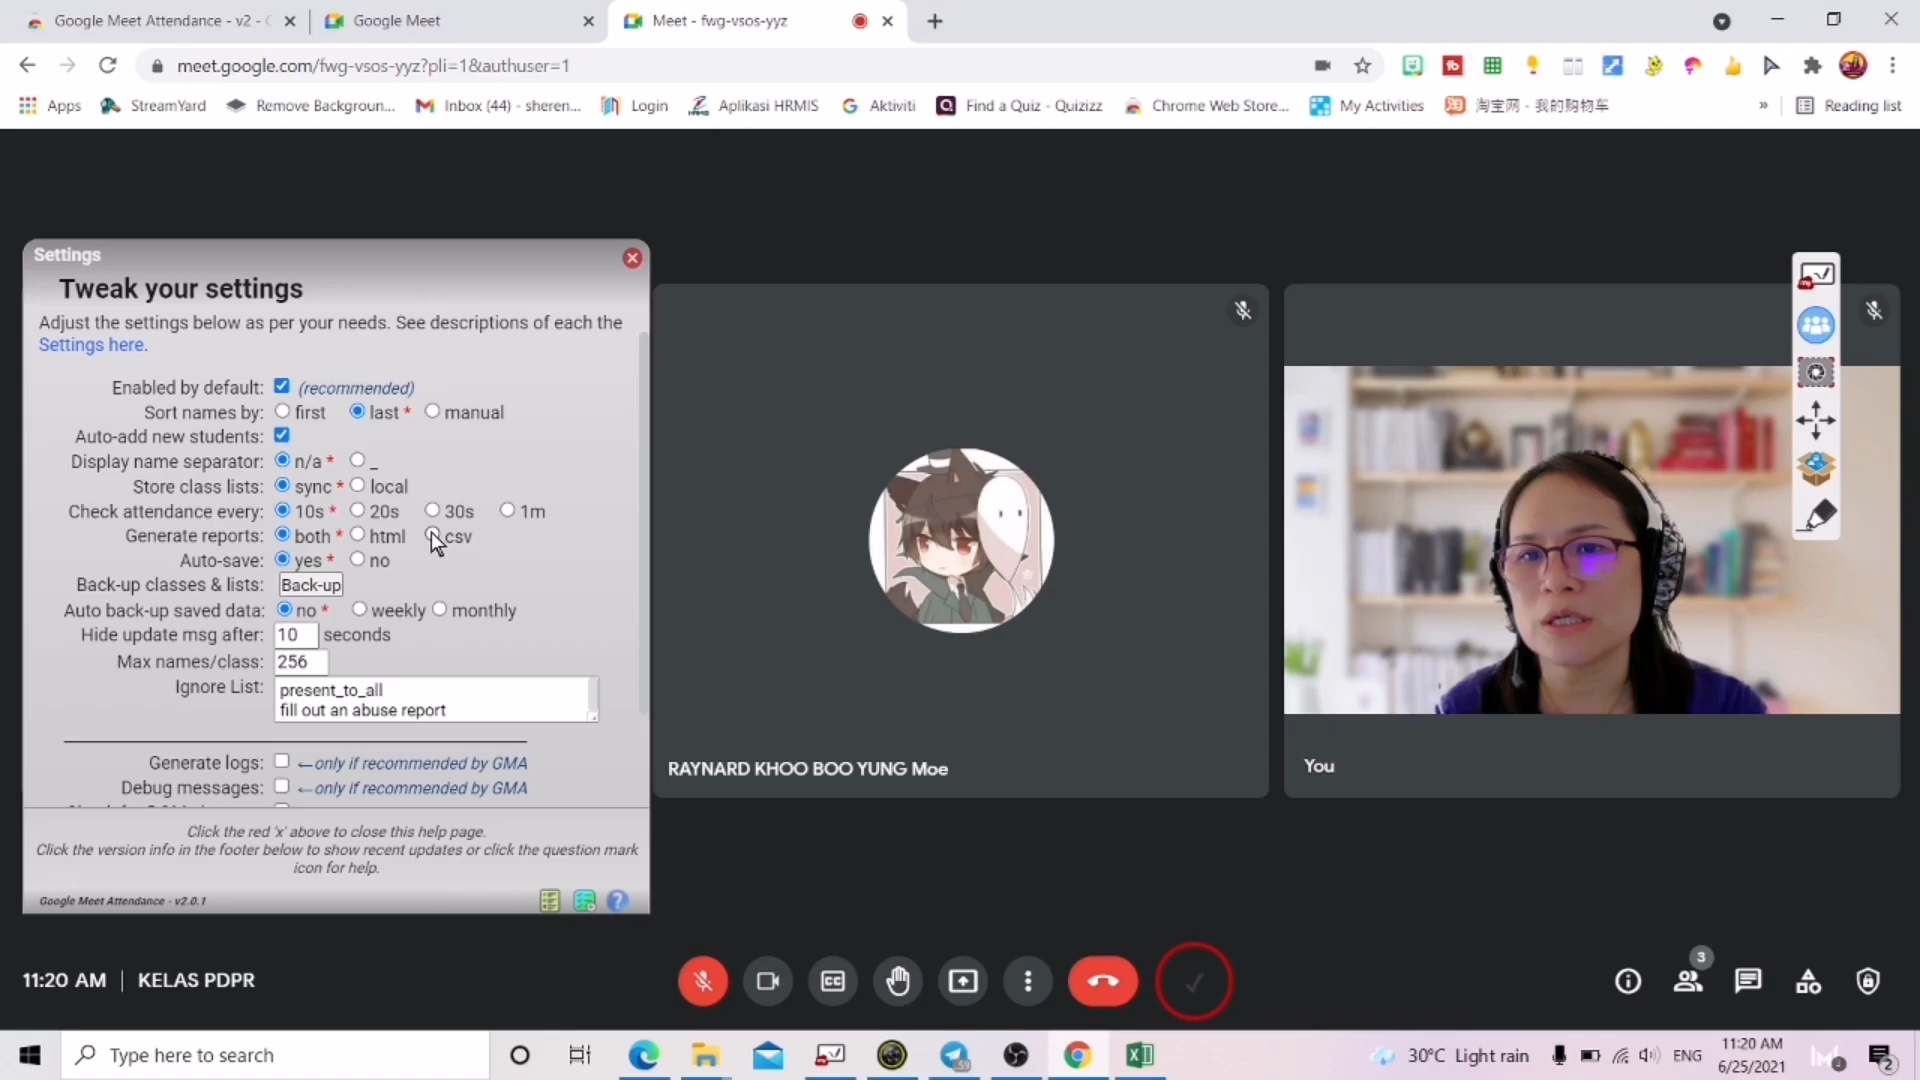 Google Meet Attendance - v2 -
Google Meet
Meet - fwg-vsos-yyz
meet.google.com/fwg-vsos-yyz?pli=1&authuser=1
Apps
StreamYard
Remove Backgroun...
Inbox (44) - sheren...
Login
Aplikasi HRMIS
Aktiviti
Find a Quiz - Quizizz
Chrome Web Store...
My Activities
淘宝网 - 我的购物车
»
Reading list
Settings
Tweak your settings
Adjust the settings below as per your needs. See descriptions of each the
Settings here.
Enabled by default: (recommended)
Sort names by: first last * manual
Auto-add new students:
Display name separator: n/a * _
Store class lists: sync * local
Check attendance every: 10s * 20s 30s 1m
Generate reports: both * html csv
Auto-save: yes * no
Back-up classes & lists: Back-up
Auto back-up saved data: no * weekly monthly
Hide update msg after: 10 seconds
Max names/class: 256
Ignore List: present_to_all
fill out an abuse report
Generate logs: ←only if recommended by GMA
Debug messages: ←only if recommended by GMA
Click the red 'x' above to close this help page.
Click the version info in the footer below to show recent updates or click the question mark
icon for help.
Google Meet Attendance - v2.0.1
RAYNARD KHOO BOO YUNG Moe
You
11:20 AM | KELAS PDPR
3
Type here to search
30°C Light rain
ENG
11:20 AM
6/25/2021
2